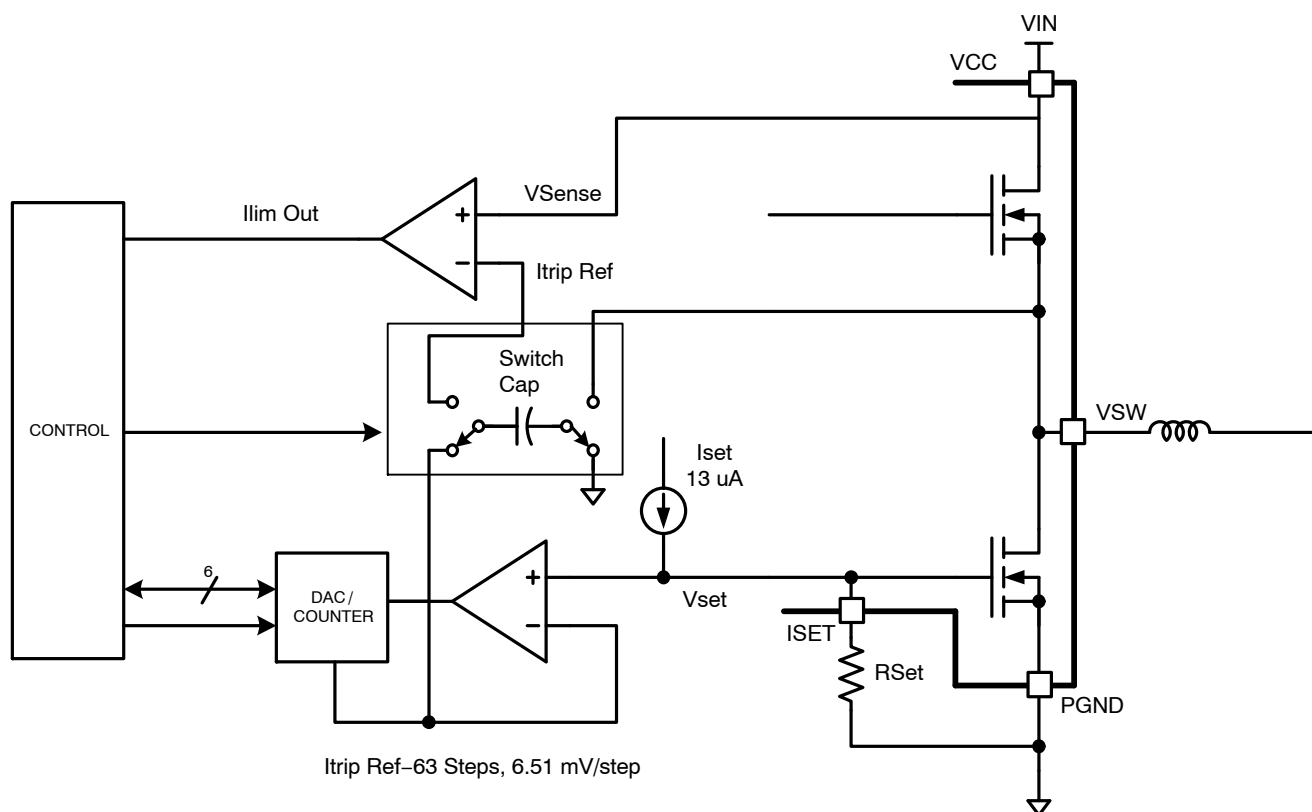 VIN
VCC
VSense
Ilim Out
+
−
Itrip Ref
Switch
Cap
CONTROL
VSW
Iset
13 uA
6
DAC /
COUNTER
+
−
Vset
ISET
RSet
PGND
Itrip Ref−63 Steps, 6.51 mV/step